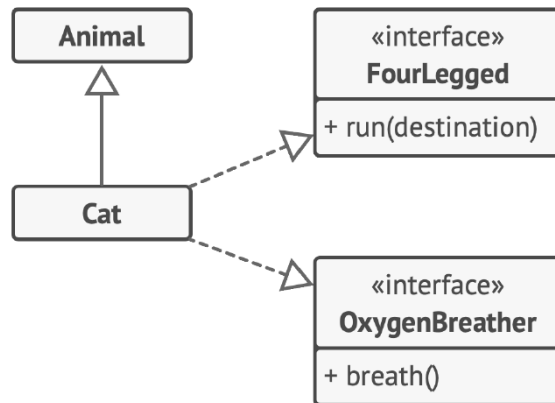 Animal
Cat
«interface»
FourLegged
+ run(destination)
«interface»
OxygenBreather
+ breath()